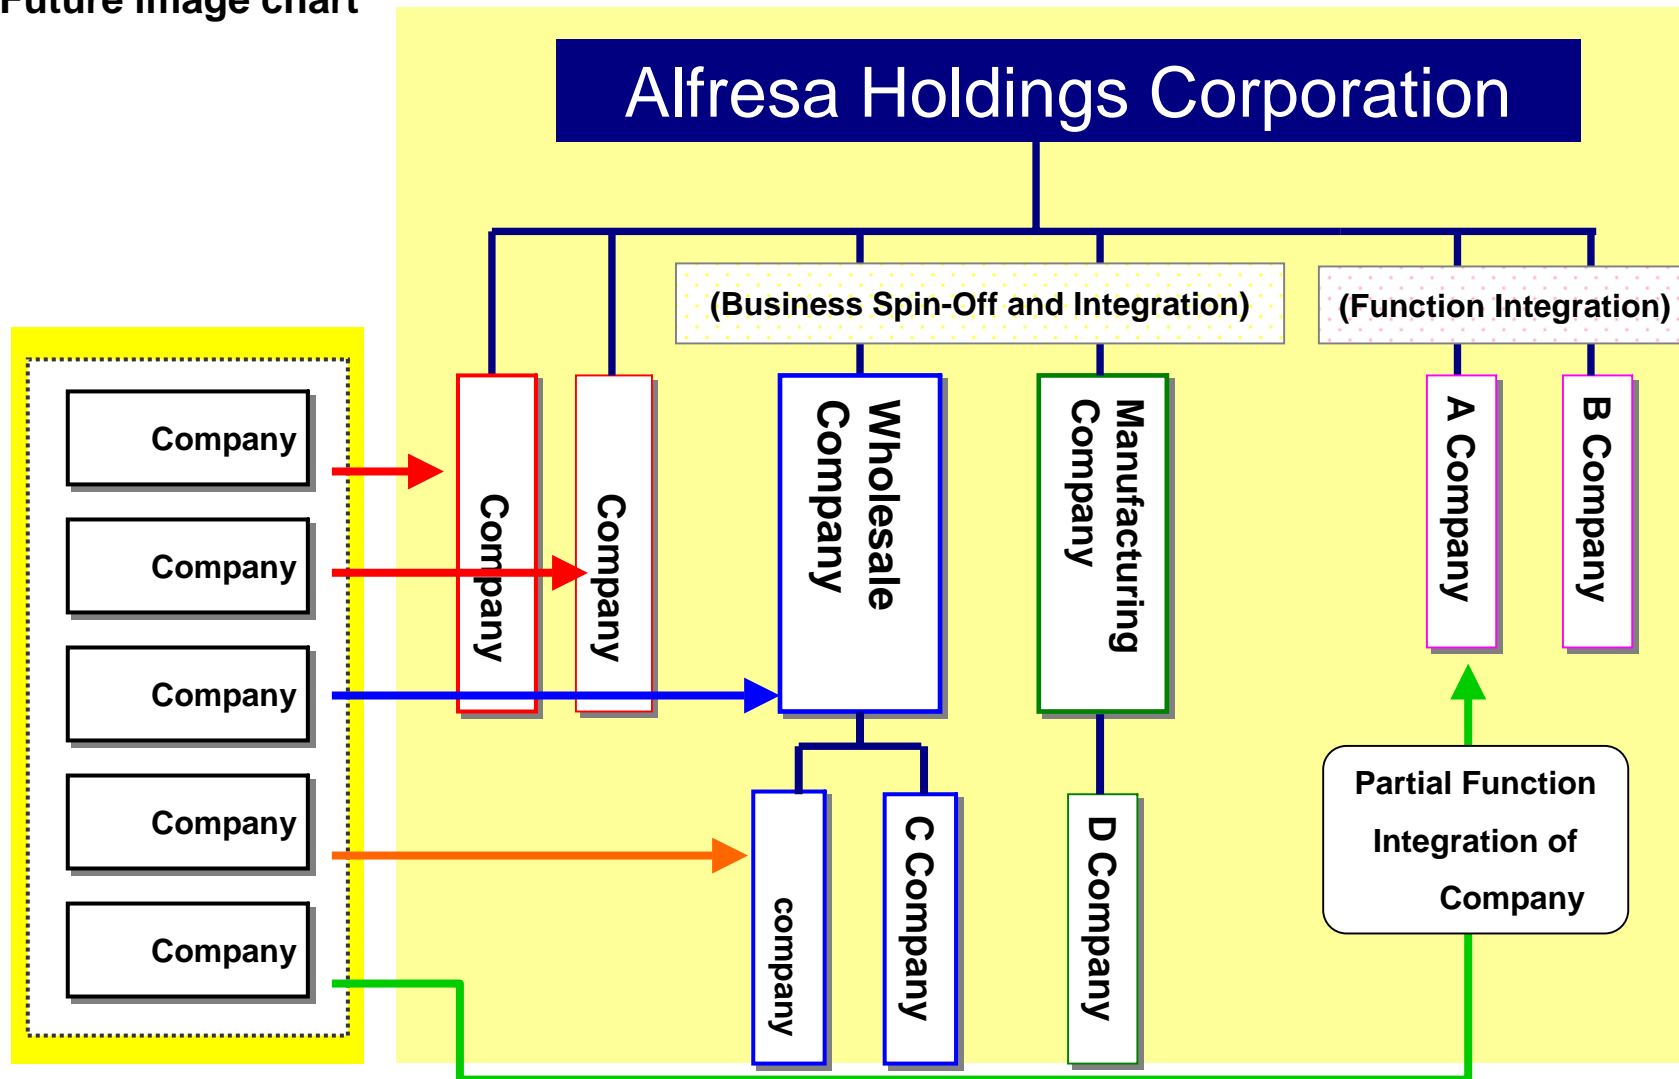 Future image chart
Alfresa Holdings Corporation
(Business Spin-Off and Integration)
(Function Integration)
Company
Company
Company
Company
Company
Company
Company
Wholesale
Company
Manufacturing
Company
A Company
B Company
company
C Company
D Company
Partial Function
Integration of
Company